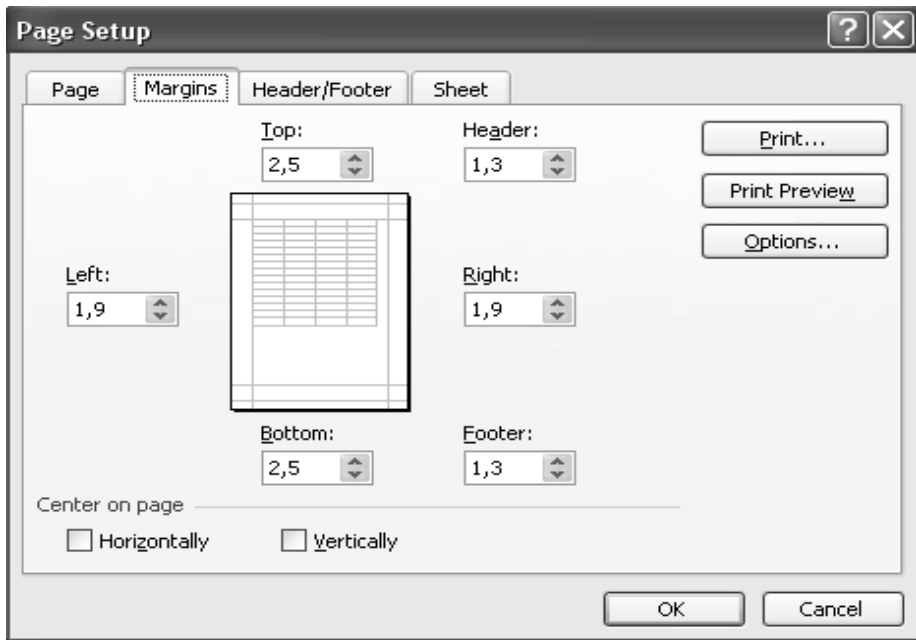 Page Setup
Page Margins Header/Footer Sheet
Top: Header:
2,5 1,3
Print...
Print Preview
Options...
Left: Right:
1,9 1,9
Bottom: Footer:
2,5 1,3
Center on page
Horizontally Vertically
OK Cancel